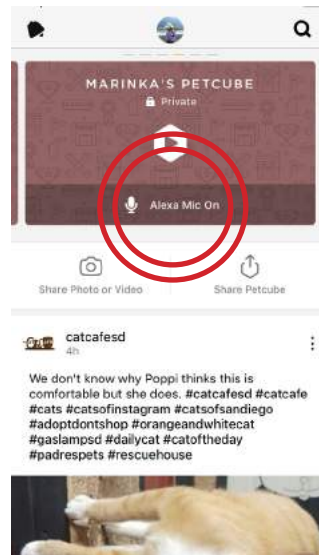 MARINKA'S PETCUBE
Private
Alexa Mic On
Share Photo or Video
Share Petcube
catcafesd
4h
We don't know why Poppi thinks this is
comfortable but she does. #catcafesd #catcafe
#cats #catsofinstagram #catsofsandiego
#adoptdontshop #orangeandwhitecat
#gaslampsd #dailycat #catoftheday
#padrespets #rescuehouse